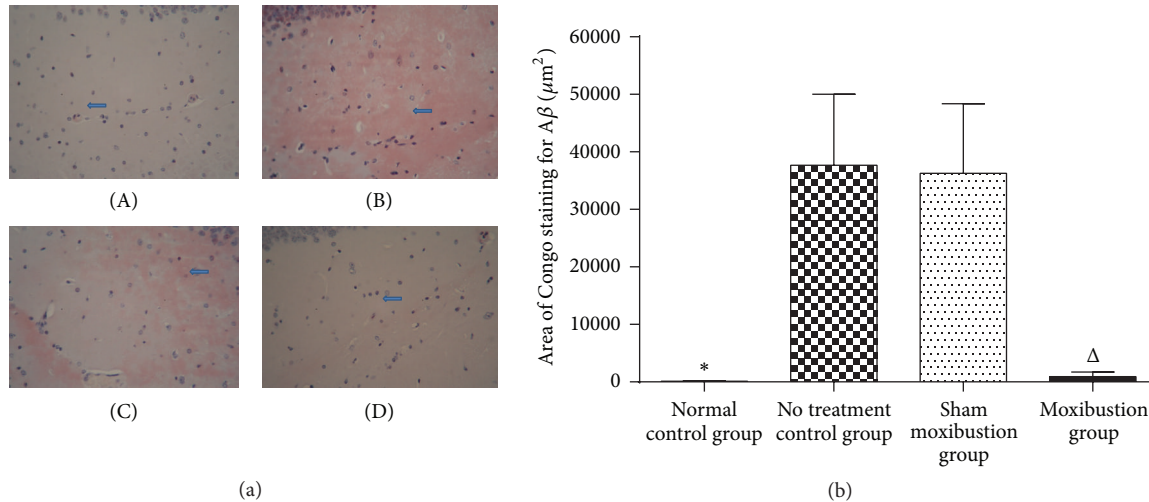 (A)
(B)
(C)
(D)
(a)
Area of Congo staining for Aβ (μm²)
60000
50000
40000
30000
20000
10000
0
*
Δ
Normal
control group
No treatment
control group
Sham
moxibustion
group
Moxibustion
group
(b)